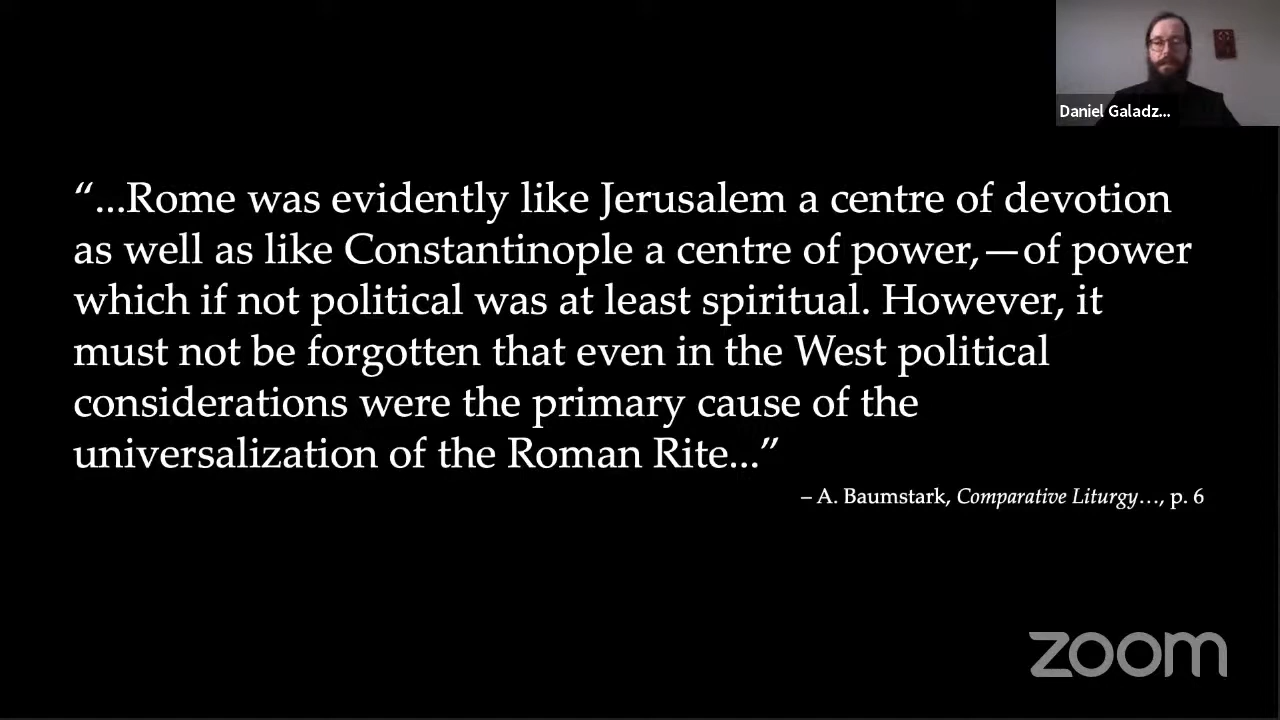 Daniel Galadz...
“...Rome was evidently like Jerusalem a centre of devotion
as well as like Constantinople a centre of power,—of power
which if not political was at least spiritual. However, it
must not be forgotten that even in the West political
considerations were the primary cause of the
universalization of the Roman Rite...”
– A. Baumstark, Comparative Liturgy…, p. 6
zoom